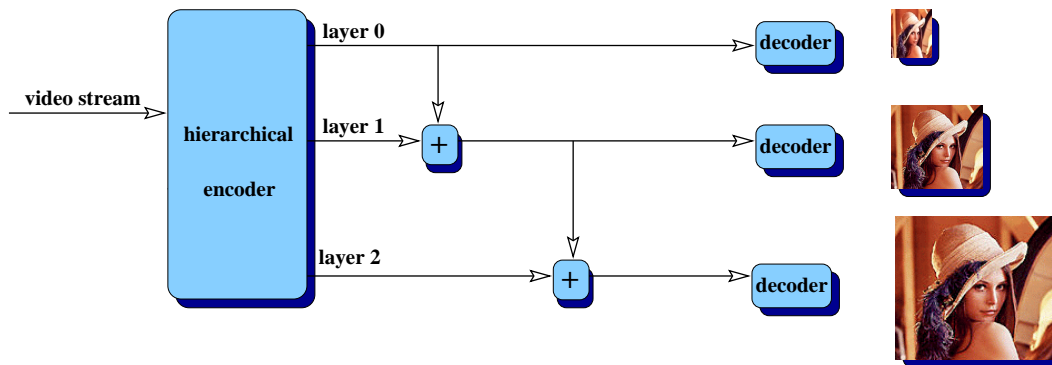 layer 0
decoder
video stream
layer 1
hierarchical
+
decoder
encoder
layer 2
+
decoder